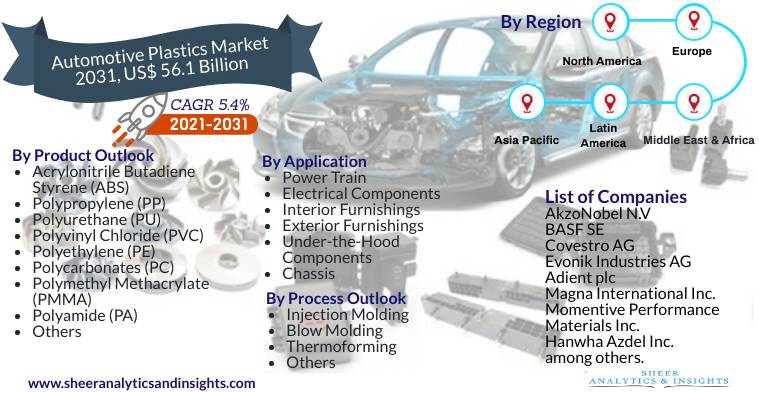 Automotive Plastics Market
2031, US$ 56.1 Billion
CAGR 5.4%
2021-2031
By Region
North America
Europe
Asia Pacific
Latin
America
Middle East & Africa
By Product Outlook
• Acrylonitrile Butadiene
Styrene (ABS)
• Polypropylene (PP)
• Polyurethane (PU)
• Polyvinyl Chloride (PVC)
• Polyethylene (PE)
• Polycarbonates (PC)
• Polymethyl Methacrylate
(PMMA)
• Polyamide (PA)
• Others
By Application
• Power Train
• Electrical Components
• Interior Furnishings
• Exterior Furnishings
• Under-the-Hood
Components
• Chassis
By Process Outlook
• Injection Molding
• Blow Molding
• Thermoforming
• Others
List of Companies
AkzoNobel N.V
BASF SE
Covestro AG
Evonik Industries AG
Adient plc
Magna International Inc.
Momentive Performance
Materials Inc.
Hanwha Azdel Inc.
among others.
www.sheeranalyticsandinsights.com
SHEER
ANALYTICS & INSIGHTS